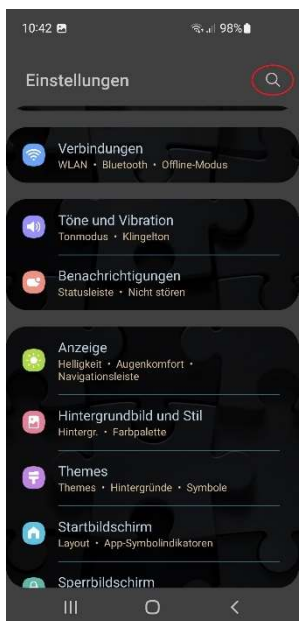 10:42 98%
Einstellungen
Verbindungen
WLAN • Bluetooth • Offline-Modus
Töne und Vibration
Tonmodus • Klingelton
Benachrichtigungen
Statusleiste • Nicht stören
Anzeige
Helligkeit • Augenkomfort •
Navigationsleiste
Hintergrundbild und Stil
Hintergr. • Farbpalette
Themes
Themes • Hintergründe • Symbole
Startbildschirm
Layout • App-Symbolindikatoren
Sperrbildschirm